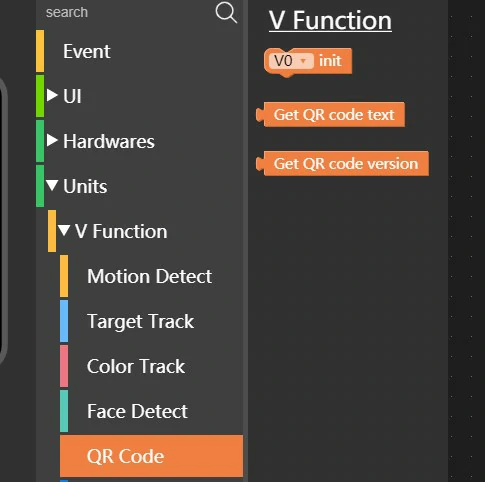 search
Event
UI
Hardwares
Units
V Function
Motion Detect
Target Track
Color Track
Face Detect
QR Code
V Function
V0 init
Get QR code text
Get QR code version